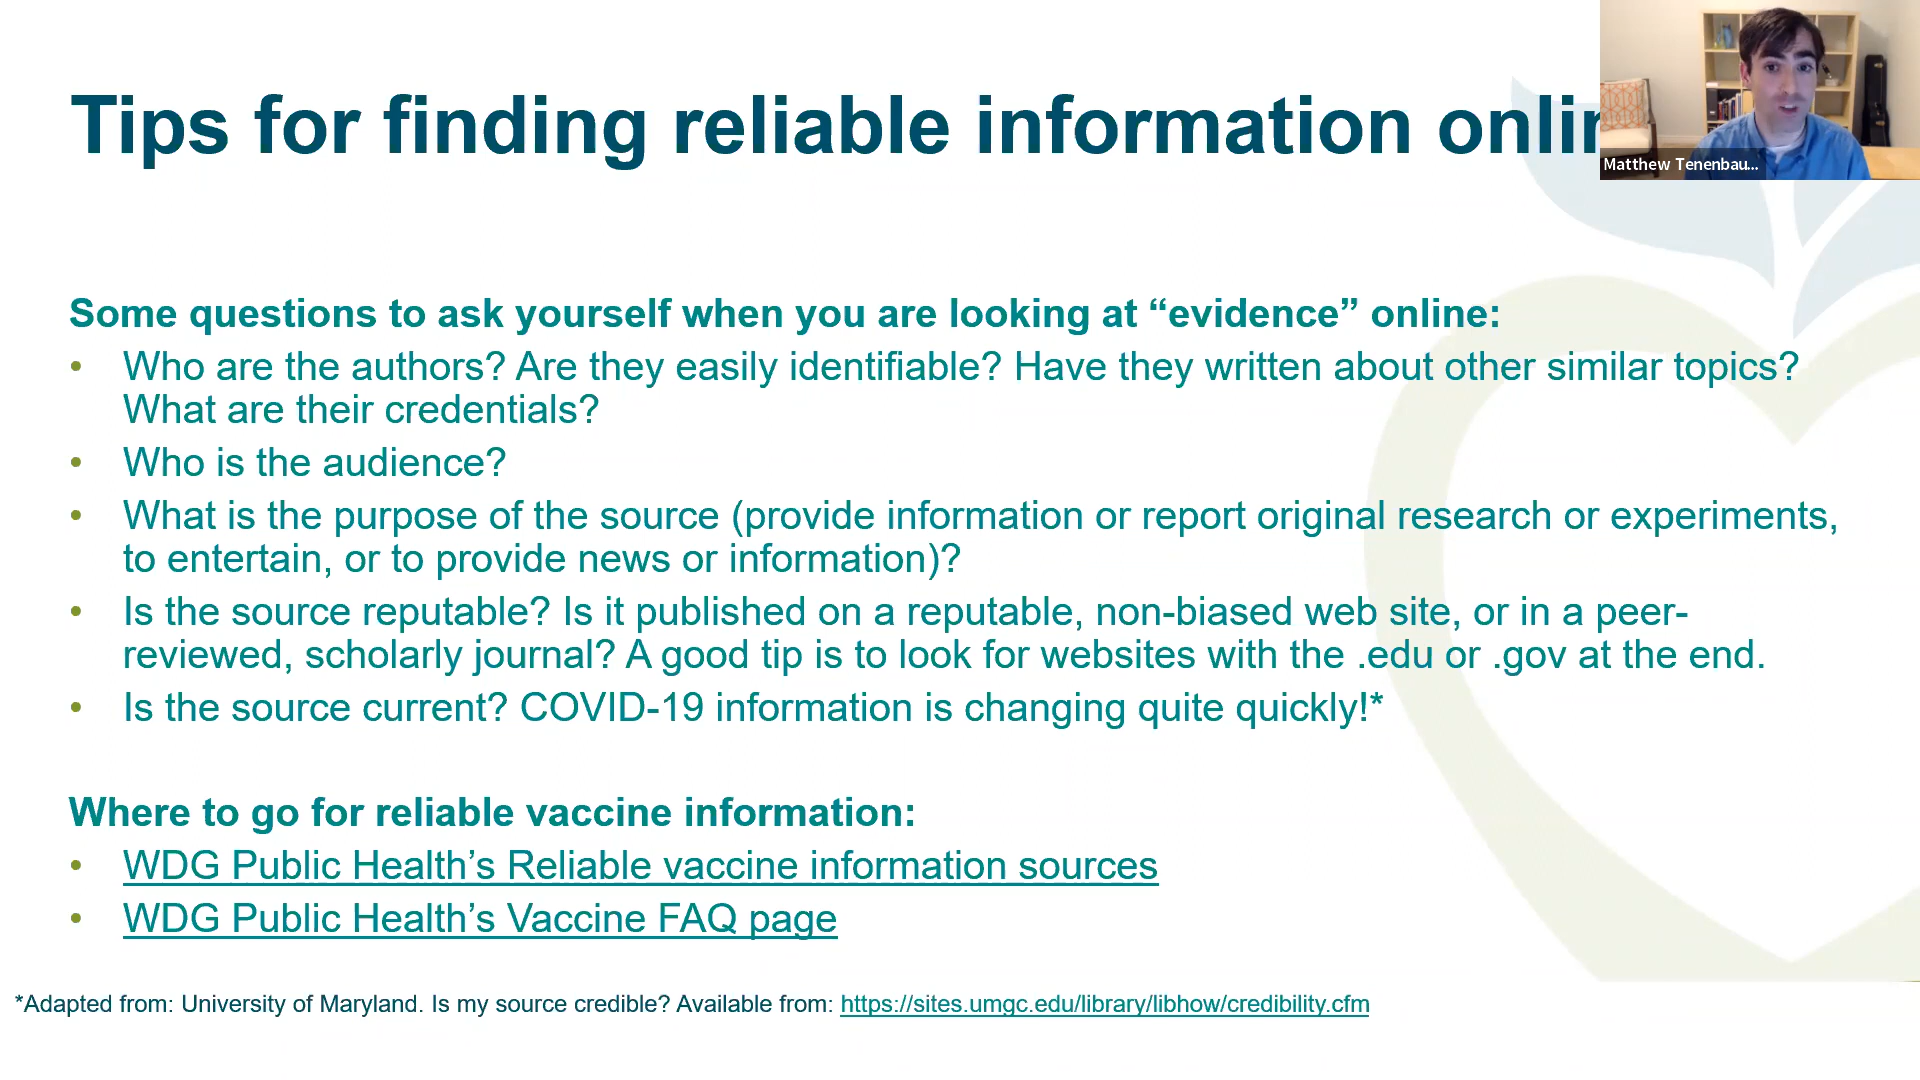 Tips for finding reliable information onlin
Matthew Tenenbau...
Some questions to ask yourself when you are looking at “evidence” online:
• Who are the authors? Are they easily identifiable? Have they written about other similar topics?
What are their credentials?
• Who is the audience?
• What is the purpose of the source (provide information or report original research or experiments,
to entertain, or to provide news or information)?
• Is the source reputable? Is it published on a reputable, non-biased web site, or in a peer-
reviewed, scholarly journal? A good tip is to look for websites with the .edu or .gov at the end.
• Is the source current? COVID-19 information is changing quite quickly!*
Where to go for reliable vaccine information:
• WDG Public Health’s Reliable vaccine information sources
• WDG Public Health’s Vaccine FAQ page
*Adapted from: University of Maryland. Is my source credible? Available from: https://sites.umgc.edu/library/libhow/credibility.cfm